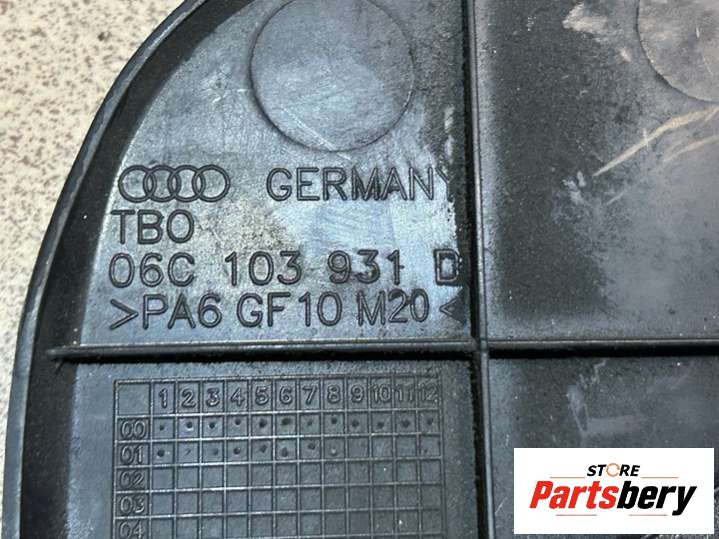 GERMANY
TBO
06C 103 931 D
>PA6 GF10 M20<
1 2 3 4 5 6 7 8 9 10 11 12
00
01
02
03
04
STORE
Partsbery